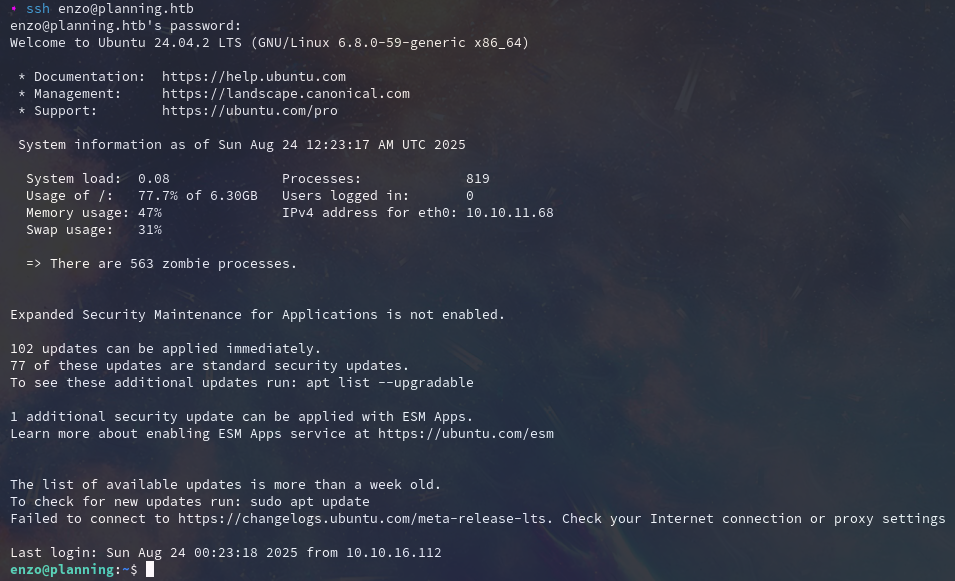 • ssh enzo@planning.htb
enzo@planning.htb's password:
Welcome to Ubuntu 24.04.2 LTS (GNU/Linux 6.8.0-59-generic x86_64)
* Documentation:  https://help.ubuntu.com
* Management:     https://landscape.canonical.com
* Support:        https://ubuntu.com/pro
System information as of Sun Aug 24 12:23:17 AM UTC 2025
System load:  0.08               Processes:             819
Usage of /:   77.7% of 6.30GB   Users logged in:       0
Memory usage: 47%               IPv4 address for eth0: 10.10.11.68
Swap usage:   31%
=> There are 563 zombie processes.
Expanded Security Maintenance for Applications is not enabled.
102 updates can be applied immediately.
77 of these updates are standard security updates.
To see these additional updates run: apt list --upgradable
1 additional security update can be applied with ESM Apps.
Learn more about enabling ESM Apps service at https://ubuntu.com/esm
The list of available updates is more than a week old.
To check for new updates run: sudo apt update
Failed to connect to https://changelogs.ubuntu.com/meta-release-lts. Check your Internet connection or proxy settings
Last login: Sun Aug 24 00:23:18 2025 from 10.10.16.112
enzo@planning:~$